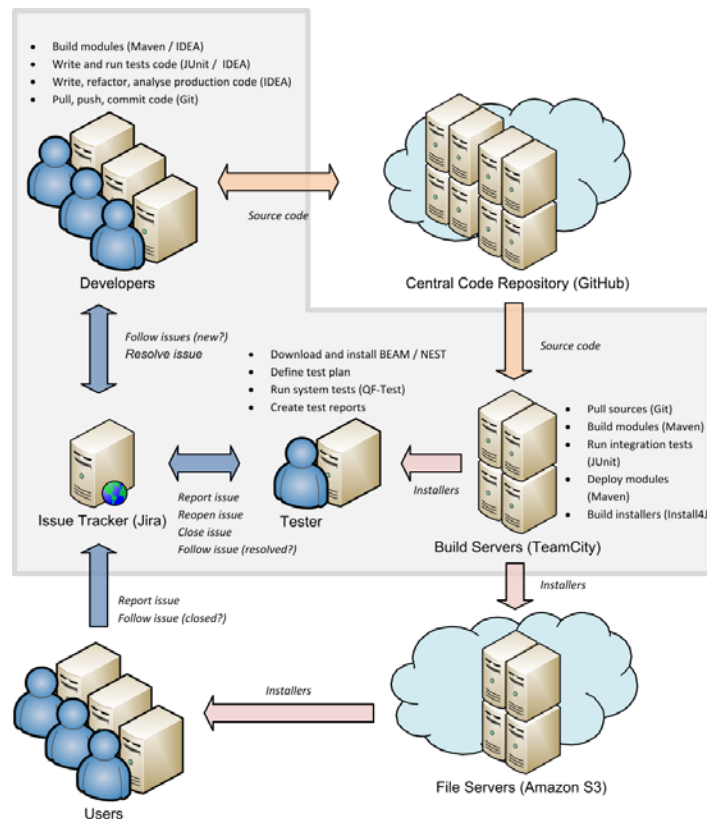 • Build modules (Maven / IDEA)
• Write and run tests code (JUnit / IDEA)
• Write, refactor, analyse production code (IDEA)
• Pull, push, commit code (Git)
Source code
Developers
Central Code Repository (GitHub)
Follow issues (new?)
Resolve issue
Source code
• Download and install BEAM / NEST
• Define test plan
• Run system tests (QF-Test)
• Create test reports
• Pull sources (Git)
• Build modules (Maven)
• Run integration tests
(JUnit)
• Deploy modules
(Maven)
• Build installers (Install4J
Installers
Report issue
Reopen issue
Close issue
Follow issue (resolved?)
Issue Tracker (Jira)
Tester
Build Servers (TeamCity)
Installers
Report issue
Follow issue (closed?)
Installers
File Servers (Amazon S3)
Users